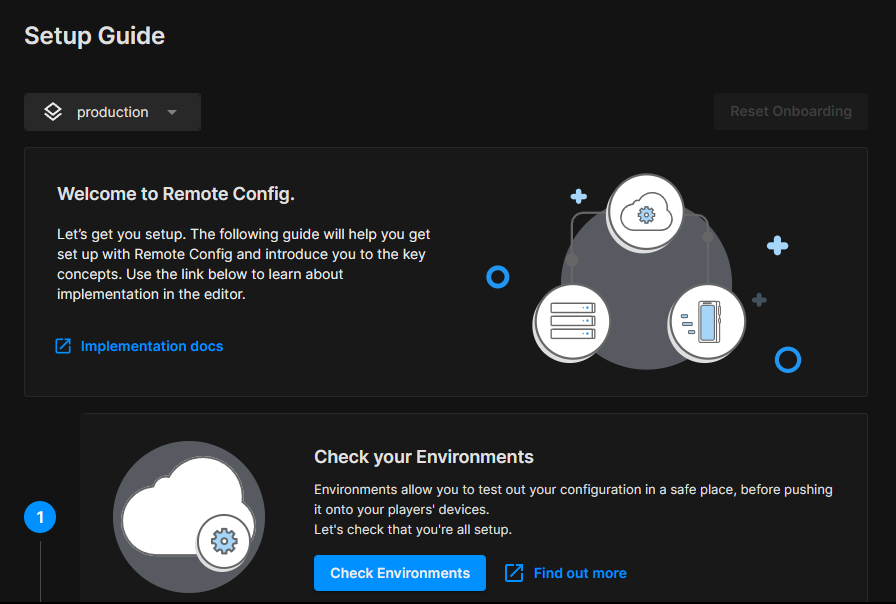 Setup Guide
production
Reset Onboarding
Welcome to Remote Config.
Let’s get you setup. The following guide will help you get
set up with Remote Config and introduce you to the key
concepts. Use the link below to learn about
implementation in the editor.
Implementation docs
1
Check your Environments
Environments allow you to test out your configuration in a safe place, before pushing
it onto your players' devices.
Let's check that you're all setup.
Check Environments
Find out more